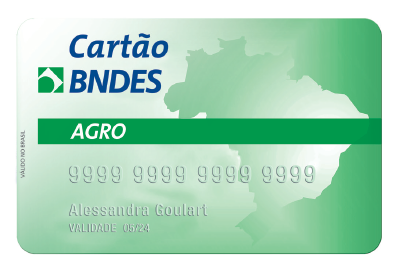 Cartão
BNDES
AGRO
VÁLIDO NO BRASIL
9999 9999 9999 9999
Alessandra Goulart
VALIDADE 05/24